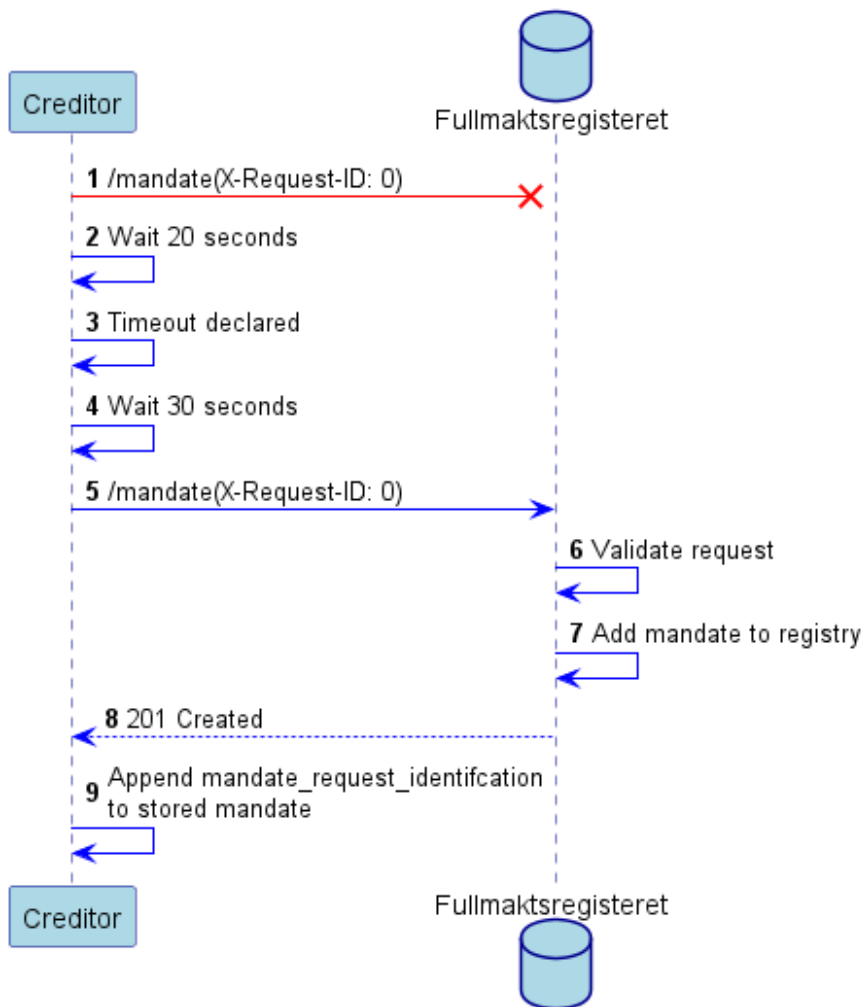 Creditor
Fullmaktsregisteret
1 /mandate(X-Request-ID: 0)
2 Wait 20 seconds
3 Timeout declared
4 Wait 30 seconds
5 /mandate(X-Request-ID: 0)
6 Validate request
7 Add mandate to registry
8 201 Created
9 Append mandate_request_identifcation
to stored mandate
Creditor
Fullmaktsregisteret